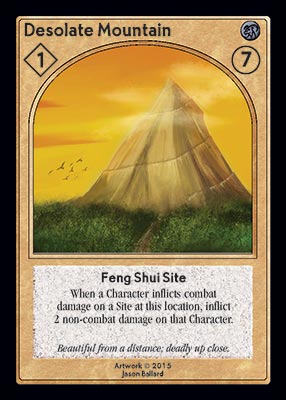 Desolate Mountain
1
7
Feng Shui Site
When a Character inflicts combat
damage on a Site at this location, inflict
2 non-combat damage on that Character.
Beautiful from a distance; deadly up close.
Artwork © 2015
Jason Ballard